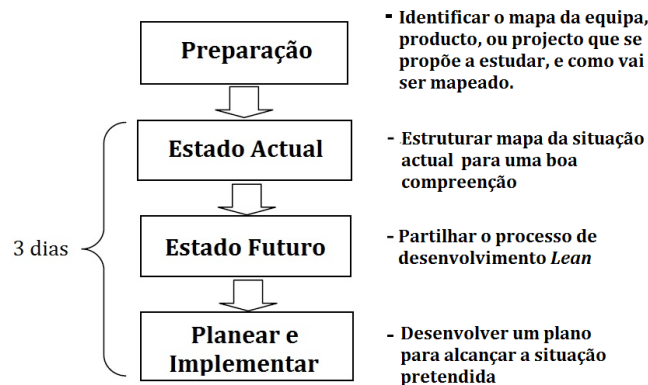 Preparação
- Identificar o mapa da equipa,
producto, ou projecto que se
propõe a estudar, e como vai
ser mapeado.
Estado Actual
- Estruturar mapa da situação
actual para uma boa
compreenção
3 dias
Estado Futuro
- Partilhar o processo de
desenvolvimento Lean
Planear e
Implementar
- Desenvolver um plano
para alcançar a situação
pretendida